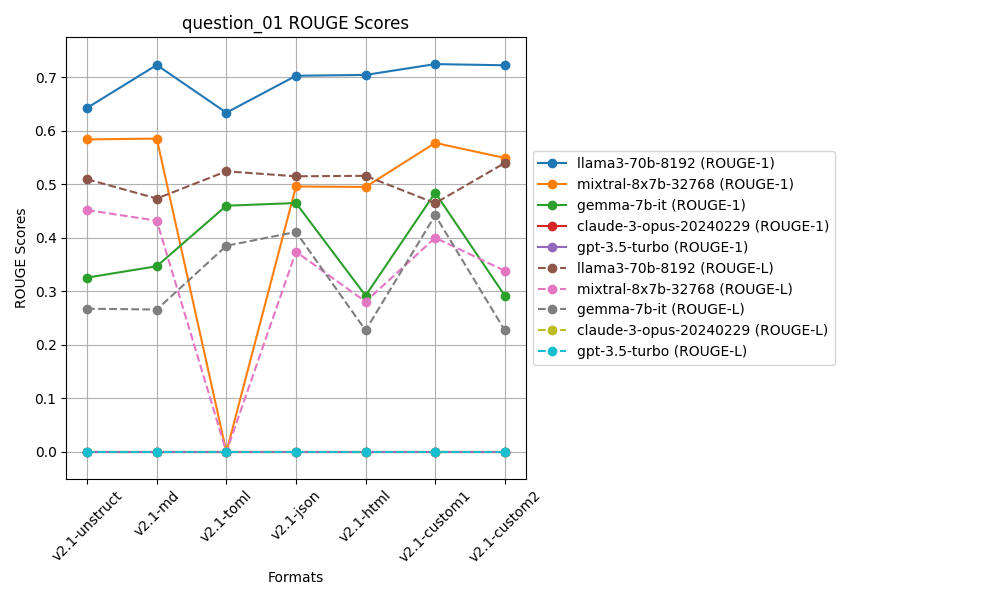 question_01 ROUGE Scores
ROUGE Scores
0.7
0.6
0.5
0.4
0.3
0.2
0.1
0.0
v2.1-unstruct
v2.1-md
v2.1-toml
v2.1-json
v2.1-html
v2.1-custom1
v2.1-custom2
Formats
llama3-70b-8192 (ROUGE-1)
mixtral-8x7b-32768 (ROUGE-1)
gemma-7b-it (ROUGE-1)
claude-3-opus-20240229 (ROUGE-1)
gpt-3.5-turbo (ROUGE-1)
llama3-70b-8192 (ROUGE-L)
mixtral-8x7b-32768 (ROUGE-L)
gemma-7b-it (ROUGE-L)
claude-3-opus-20240229 (ROUGE-L)
gpt-3.5-turbo (ROUGE-L)